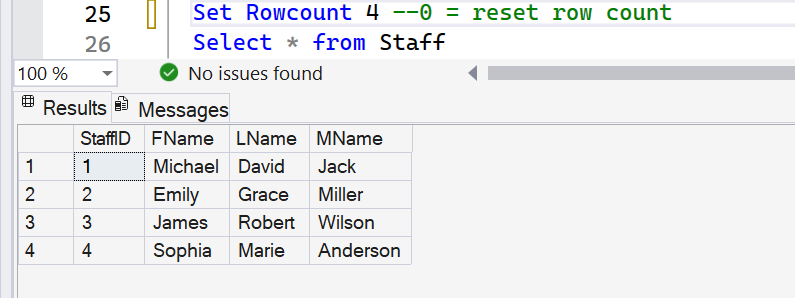 25 Set Rowcount 4 --0 = reset row count
26 Select * from Staff
100 % No issues found
Results Messages
StaffID FName LName MName
1 1 Michael David Jack
2 2 Emily Grace Miller
3 3 James Robert Wilson
4 4 Sophia Marie Anderson